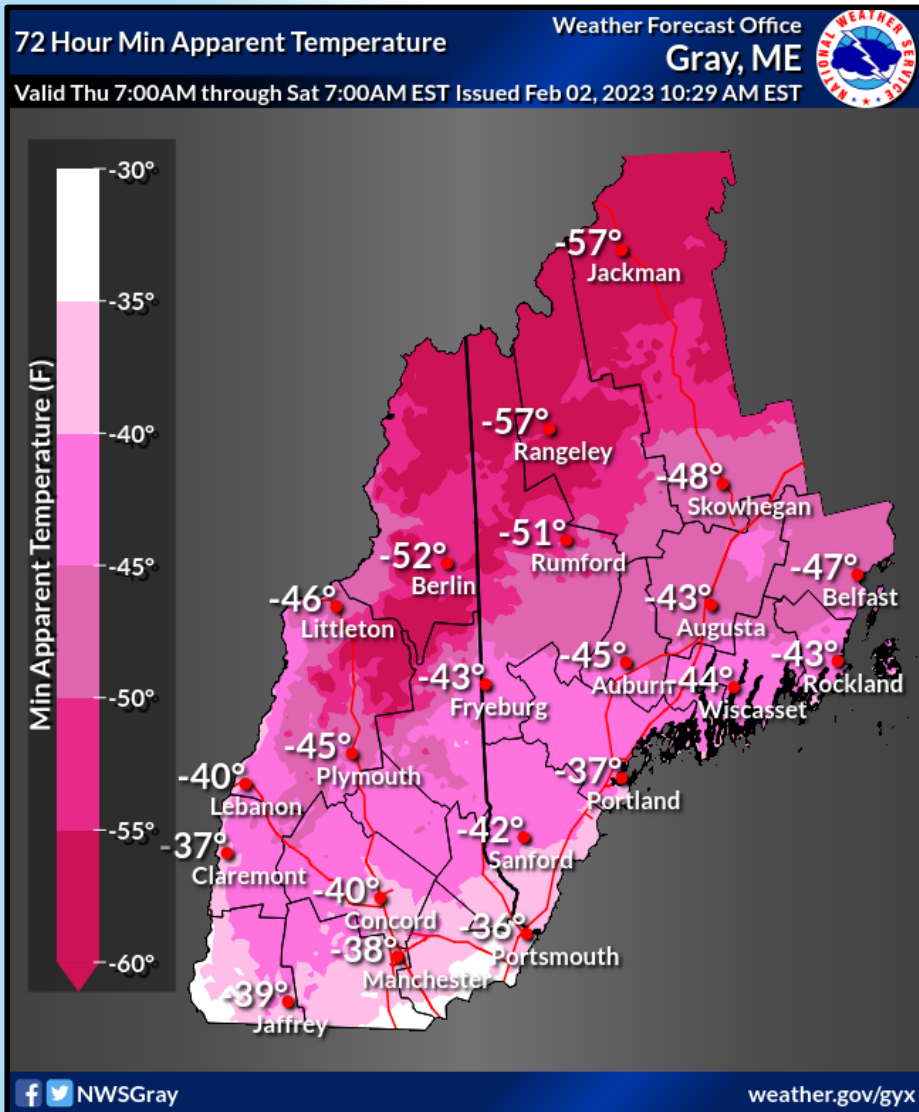 72 Hour Min Apparent Temperature
Weather Forecast Office
Gray, ME
Valid Thu 7:00AM through Sat 7:00AM EST Issued Feb 02, 2023 10:29 AM EST
NATIONAL WEATHER SERVICE
Min Apparent Temperature (F)
-30°
-35°
-40°
-45°
-50°
-55°
-60°
-57°
Jackman
-57°
Rangeley
-48°
Skowhegan
-51°
Rumford
-52°
Berlin
-47°
Belfast
-46°
Littleton
-43°
Augusta
-45°
Auburn
-44°
Wiscasset
-43°
Rockland
-43°
Fryeburg
-45°
Plymouth
-37°
Portland
-40°
Lebanon
-42°
Sanford
-37°
Claremont
-40°
Concord
-36°
Portsmouth
-38°
Manchester
-39°
Jaffrey
NWSGray
weather.gov/gyx